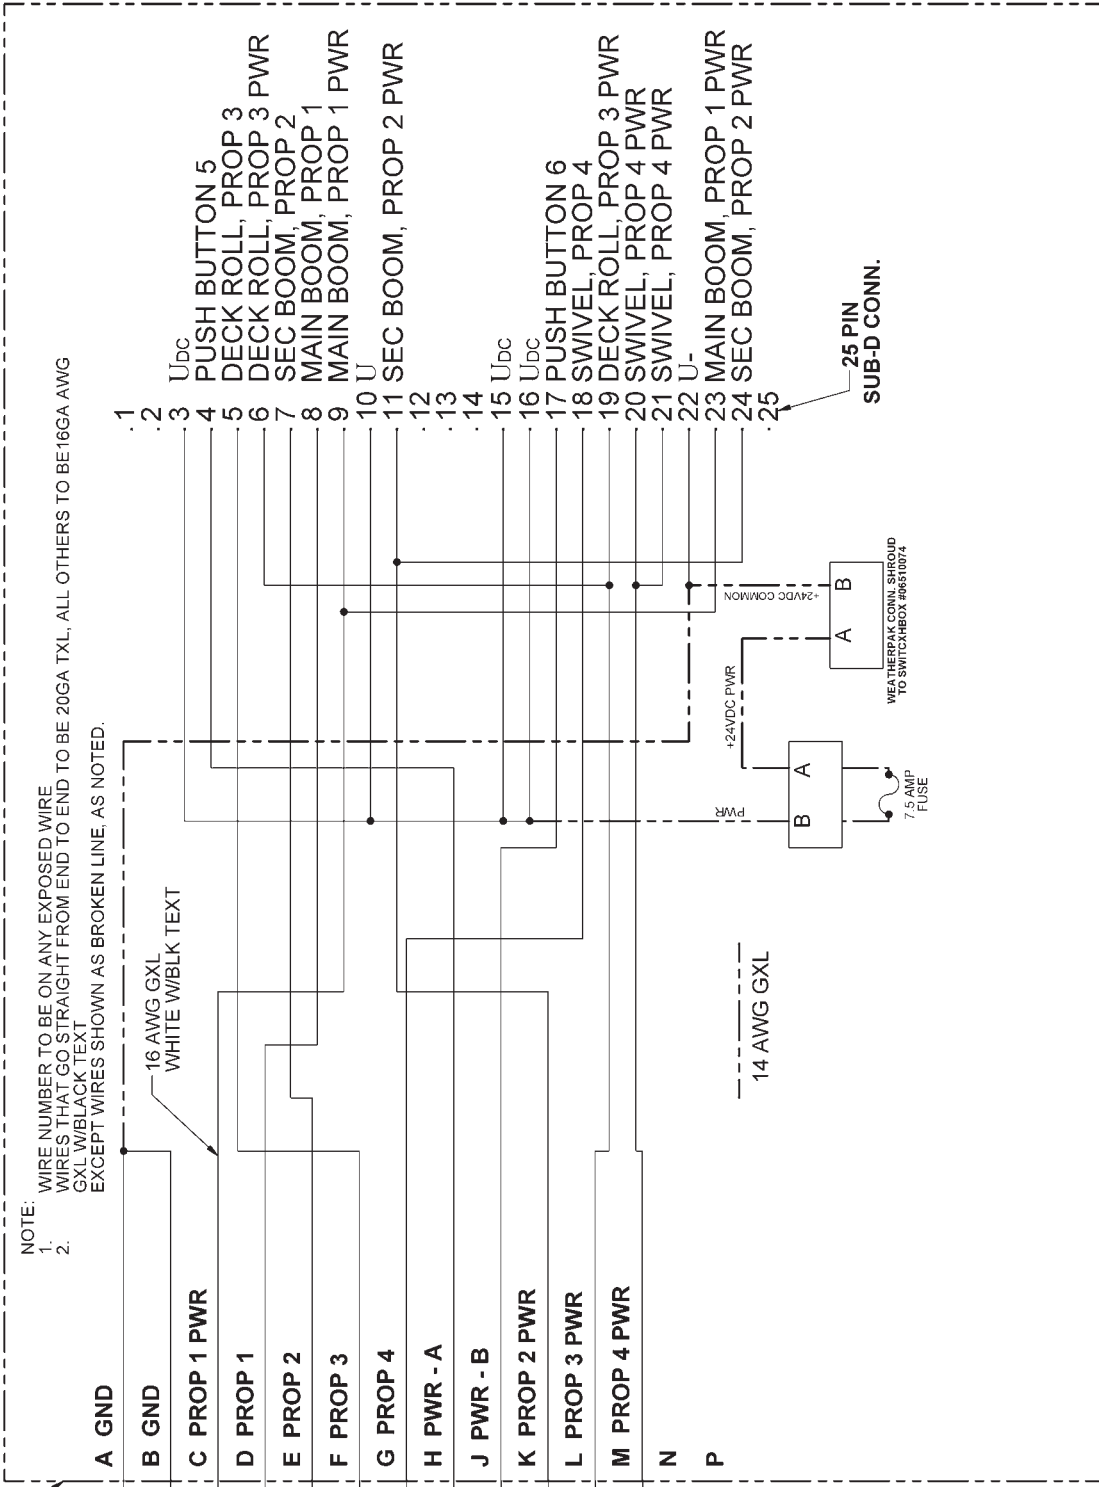 NOTE:
1. WIRE NUMBER TO BE ON ANY EXPOSED WIRE
2. WIRES THAT GO STRAIGHT FROM END TO END TO BE 20GA TXL, ALL OTHERS TO BE16GA AWG
GXL W/BLACK TEXT
EXCEPT WIRES SHOWN AS BROKEN LINE, AS NOTED.
A GND
B GND
C PROP 1 PWR
D PROP 1
E PROP 2
F PROP 3
G PROP 4
H PWR - A
J PWR - B
K PROP 2 PWR
L PROP 3 PWR
M PROP 4 PWR
N
P
16 AWG GXL
WHITE W/BLK TEXT
14 AWG GXL
1
2
3 UDC
4 PUSH BUTTON 5
5 DECK ROLL, PROP 3
6 DECK ROLL, PROP 3 PWR
7 SEC BOOM, PROP 2
8 MAIN BOOM, PROP 1
9 MAIN BOOM, PROP 1 PWR
10 U
11 SEC BOOM, PROP 2 PWR
12
13
14
15 UDC
16 UDC
17 PUSH BUTTON 6
18 SWIVEL, PROP 4
19 DECK ROLL, PROP 3 PWR
20 SWIVEL, PROP 4 PWR
21 SWIVEL, PROP 4 PWR
22 U-
23 MAIN BOOM, PROP 1 PWR
24 SEC BOOM, PROP 2 PWR
25
25 PIN
SUB-D CONN.
PWR
+24VDC PWR
+24VDC COMMON
B A
7.5 AMP
FUSE
A B
WEATHERPAK CONN. SHROUD
TO SWITCXHBOX #06510074